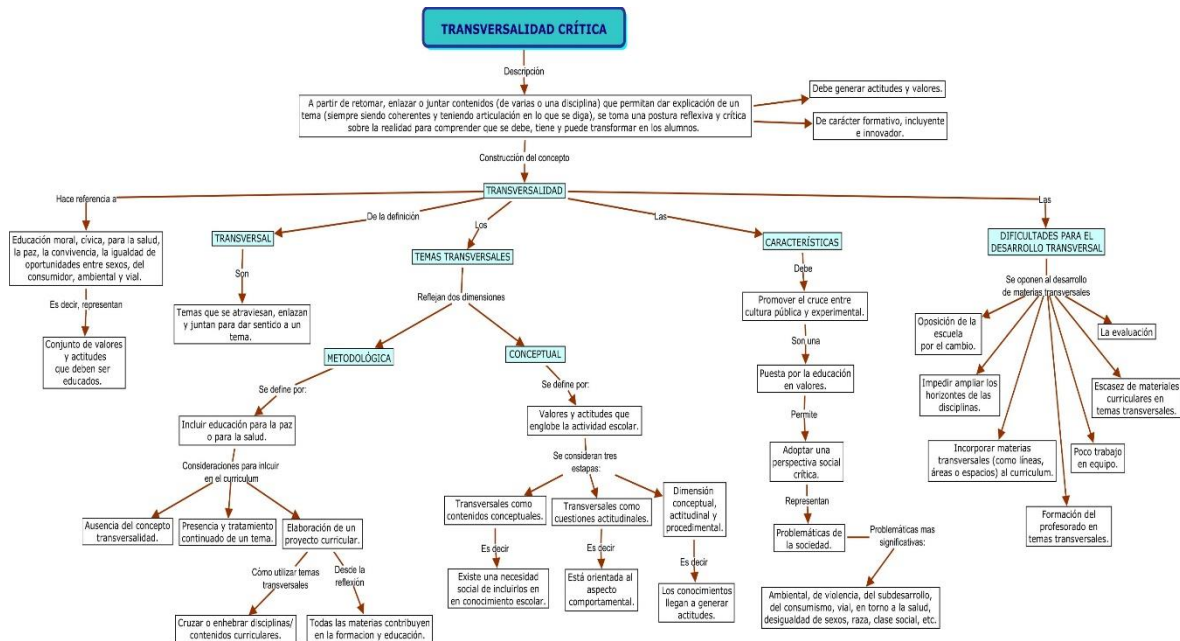 TRANSVERSALIDAD CRÍTICA
Descripción
A partir de retomar, enlazar o juntar contenidos (de varias o una disciplina) que permitan dar explicación de un
tema (siempre siendo coherentes y teniendo articulación en lo que se diga), se toma una postura reflexiva y crítica
sobre la realidad para comprender que se debe, tiene y puede transformar en los alumnos.
Debe generar actitudes y valores.
De carácter formativo, incluyente
e innovador.
Construcción del concepto
TRANSVERSALIDAD
Hace referencia a
Educación moral, cívica, para la salud,
la paz, la convivencia, la igualdad de
oportunidades entre sexos, del
consumidor, ambiental y vial.
Es decir, representan
Conjunto de valores
y actitudes
que deben ser
educados.
De la definición
TRANSVERSAL
Son
Temas que se atraviesan, enlazan
y juntan para dar sentido a un
tema.
Los
TEMAS TRANSVERSALES
Reflejan dos dimensiones
METODOLÓGICA
Se define por:
Incluir educación para la paz
o para la salud.
Consideraciones para inlcuir
en el curriculum
Ausencia del concepto
transversalidad.
Presencia y tratamiento
continuado de un tema.
Elaboración de un
proyecto curricular.
Cómo utilizar temas
transversales
Cruzar o enhebrar disciplinas/
contenidos curriculares.
Desde la
reflexión
Todas las materias contribuyen
en la formacion y educación.
CONCEPTUAL
Se define por:
Valores y actitudes que
englobe la actividad escolar.
Se consideran tres
estapas:
Transversales como
contenidos conceptuales.
Es decir
Existe una necesidad
social de incluirlos en
en conocimiento escolar.
Transversales como
cuestiones actitudinales.
Es decir
Está orientada al
aspecto
comportamental.
Dimensión
conceptual,
actitudinal y
procedimental.
Es decir
Los conocimientos
llegan a generar
actitudes.
Las
CARACTERÍSTICAS
Debe
Promover el cruce entre
cultura pública y experimental.
Son una
Puesta por la educación
en valores.
Permite
Adoptar una
perspectiva social
crítica.
Representan
Problemáticas de
la sociedad.
Problemáticas mas
significativas:
Ambiental, de violencia, del subdesarrollo,
del consumismo, vial, en torno a la salud,
desigualdad de sexos, raza, clase social, etc.
Las
DIFICULTADES PARA EL
DESARROLLO TRANSVERSAL
Se oponen al desarrollo
de materias transversales
Oposición de la
escuela
por el cambio.
La evaluación
Impedir ampliar los
horizontes de las
disciplinas.
Escasez de materiales
curriculares en
temas transversales.
Incorporar materias
transversales (como líneas,
áreas o espacios) al curriculum.
Poco trabajo
en equipo.
Formación del
profesorado en
temas transversales.